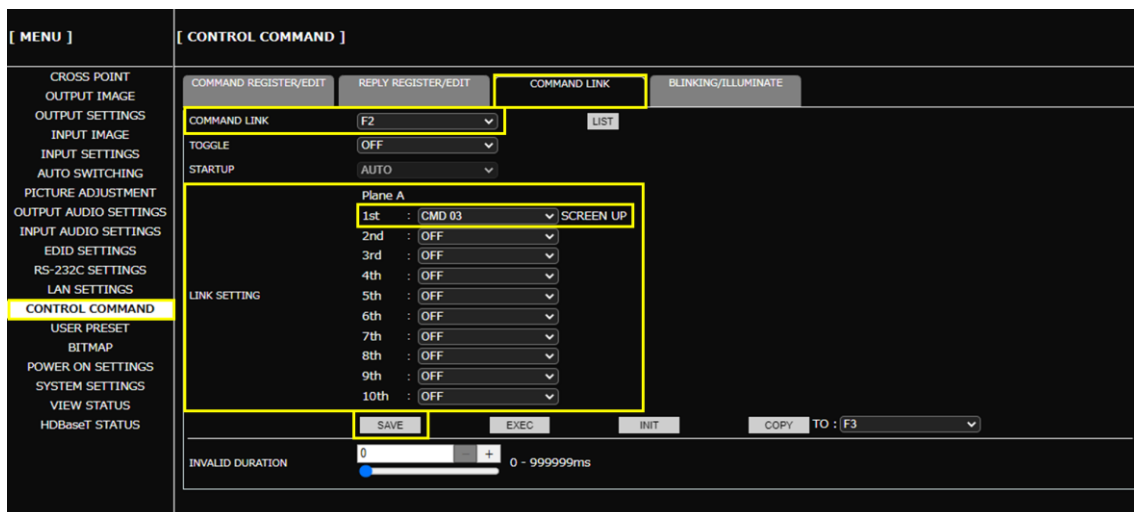 [ MENU ]
[ CONTROL COMMAND ]
CROSS POINT
OUTPUT IMAGE
OUTPUT SETTINGS
INPUT IMAGE
INPUT SETTINGS
AUTO SWITCHING
PICTURE ADJUSTMENT
OUTPUT AUDIO SETTINGS
INPUT AUDIO SETTINGS
EDID SETTINGS
RS-232C SETTINGS
LAN SETTINGS
CONTROL COMMAND
USER PRESET
BITMAP
POWER ON SETTINGS
SYSTEM SETTINGS
VIEW STATUS
HDBaseT STATUS
COMMAND REGISTER/EDIT REPLY REGISTER/EDIT COMMAND LINK BLINKING/ILLUMINATE
COMMAND LINK F2 LIST
TOGGLE OFF
STARTUP AUTO
LINK SETTING
Plane A
1st : CMD 03 SCREEN UP
2nd : OFF
3rd : OFF
4th : OFF
5th : OFF
6th : OFF
7th : OFF
8th : OFF
9th : OFF
10th : OFF
SAVE EXEC INIT COPY TO : F3
INVALID DURATION 0 - + 0 - 999999ms